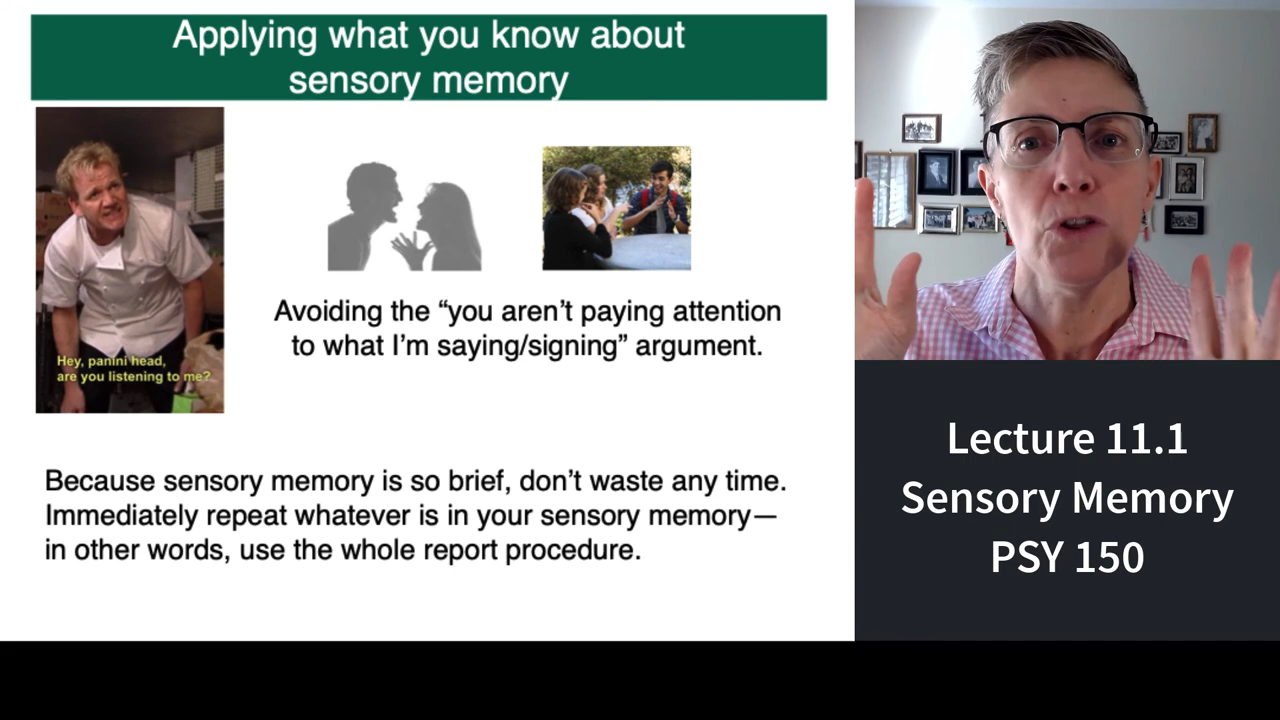 Applying what you know about
sensory memory
Hey, panini head,
are you listening to me?
Avoiding the “you aren’t paying attention
to what I’m saying/signing” argument.
Because sensory memory is so brief, don’t waste any time.
Immediately repeat whatever is in your sensory memory—
in other words, use the whole report procedure.
Lecture 11.1
Sensory Memory
PSY 150